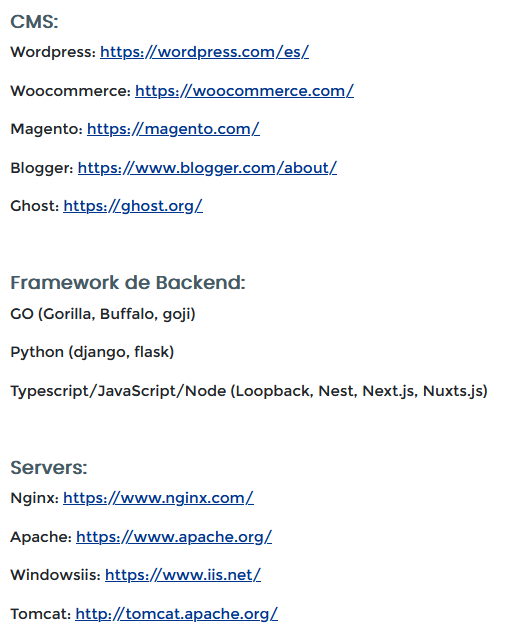 CMS:
Wordpress: https://wordpress.com/es/
Woocommerce: https://woocommerce.com/
Magento: https://magento.com/
Blogger: https://www.blogger.com/about/
Ghost: https://ghost.org/
Framework de Backend:
GO (Gorilla, Buffalo, goji)
Python (django, flask)
Typescript/JavaScript/Node (Loopback, Nest, Next.js, Nuxts.js)
Servers:
Nginx: https://www.nginx.com/
Apache: https://www.apache.org/
Windowsiis: https://www.iis.net/
Tomcat: http://tomcat.apache.org/